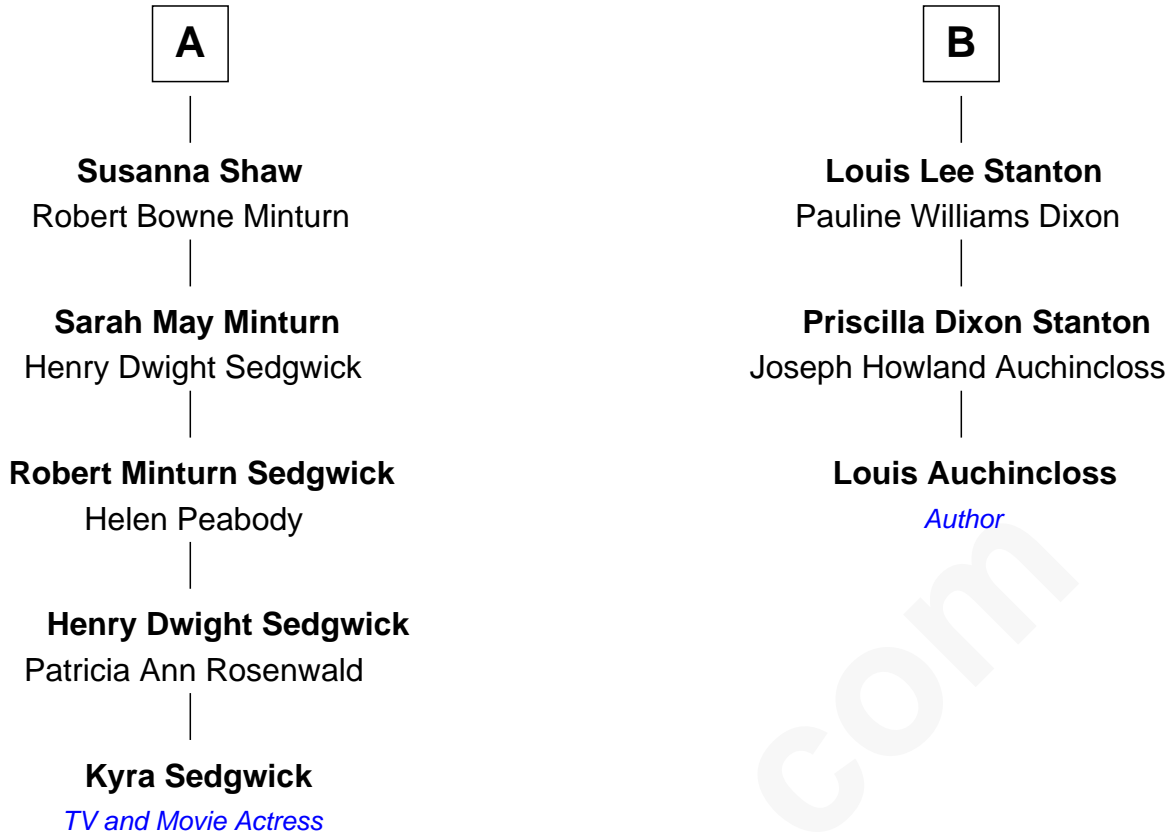 A
Susanna Shaw
Robert Bowne Minturn
Sarah May Minturn
Henry Dwight Sedgwick
Robert Minturn Sedgwick
Helen Peabody
Henry Dwight Sedgwick
Patricia Ann Rosenwald
Kyra Sedgwick
TV and Movie Actress
B
Louis Lee Stanton
Pauline Williams Dixon
Priscilla Dixon Stanton
Joseph Howland Auchincloss
Louis Auchincloss
Author
com